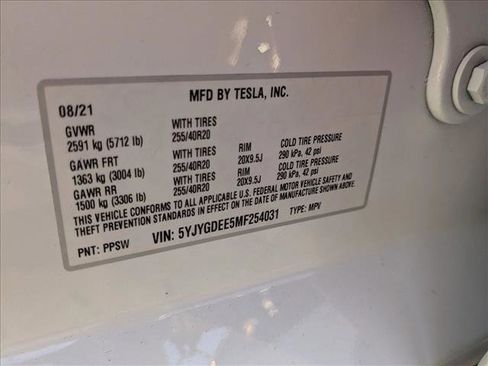 MFD BY TESLA, INC.
08/21
GVWR WITH TIRES
2591 kg (5712 lb) 255/40R20
GAWR FRT WITH TIRES RIM COLD TIRE PRESSURE
1363 kg (3004 lb) 255/40R20 20X9.5J 290 kPa, 42 psi
GAWR RR WITH TIRES RIM COLD TIRE PRESSURE
1500 kg (3306 lb) 255/40R20 20X9.5J 290 kPa, 42 psi
THIS VEHICLE CONFORMS TO ALL APPLICABLE U.S. FEDERAL MOTOR VEHICLE SAFETY AND
THEFT PREVENTION STANDARDS IN EFFECT ON THE DATE OF MANUFACTURE SHOWN ABOVE.
PNT: PPSW VIN: 5YJYGDEE5MF254031 TYPE: MPV